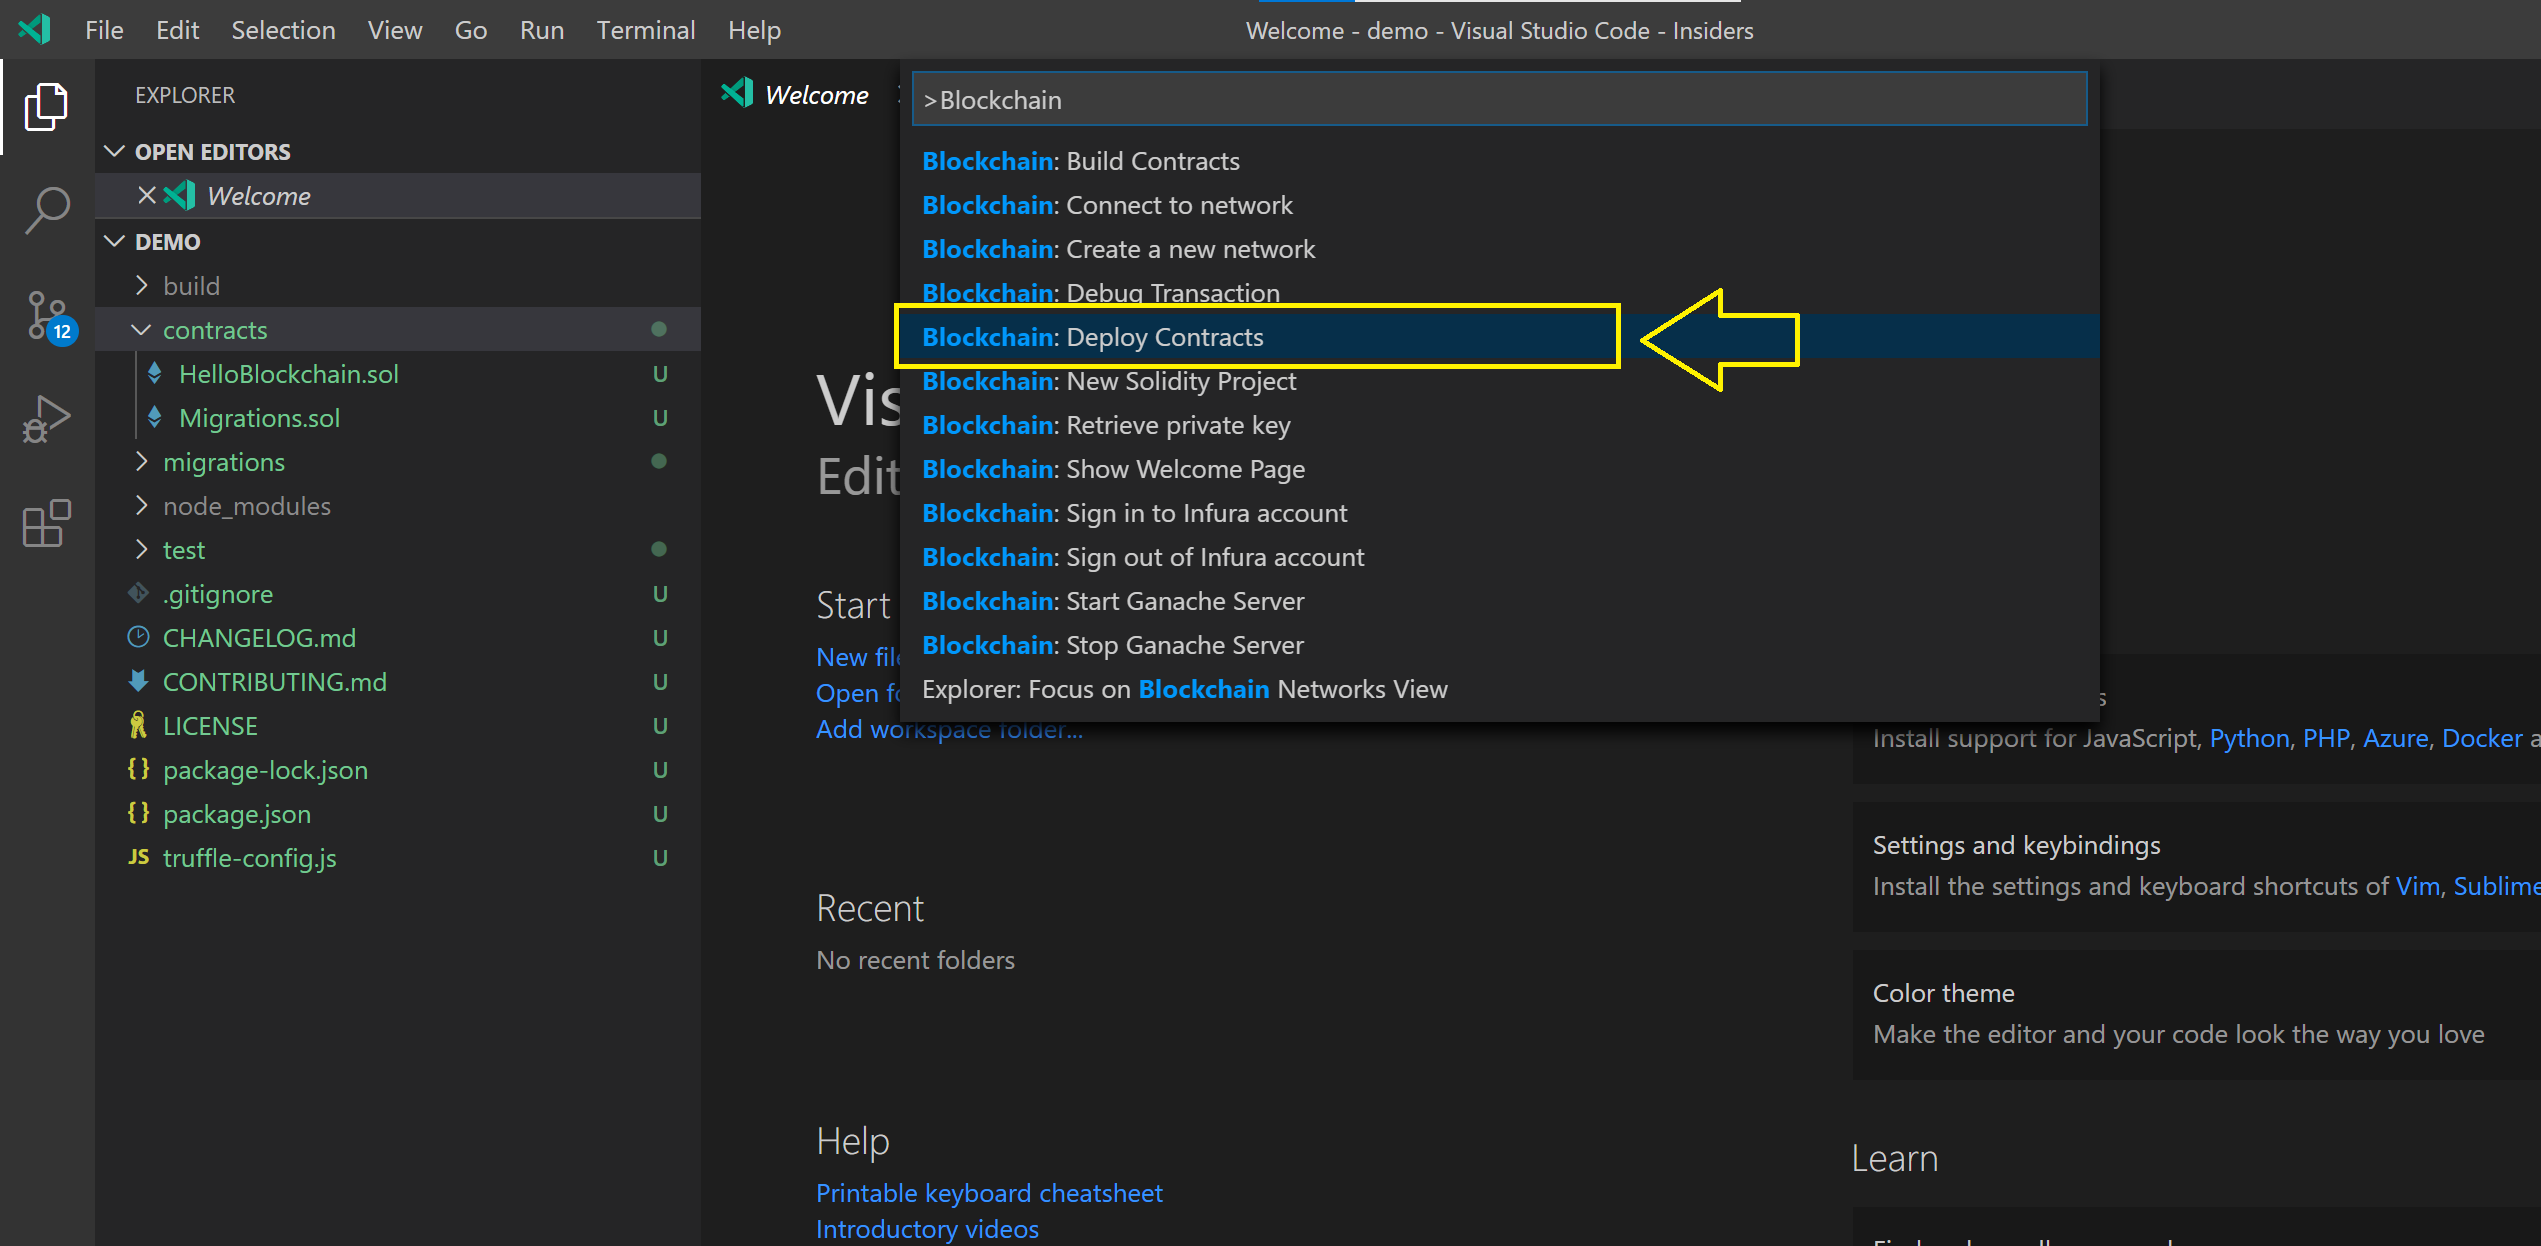 File Edit Selection View Go Run Terminal Help
Welcome - demo - Visual Studio Code - Insiders
EXPLORER
OPEN EDITORS
Welcome
DEMO
build
contracts
HelloBlockchain.sol U
Migrations.sol U
migrations
node_modules
test
.gitignore U
CHANGELOG.md U
CONTRIBUTING.md U
LICENSE U
{} package-lock.json U
{} package.json U
JS truffle-config.js U
12
Welcome
>Blockchain
Blockchain: Build Contracts
Blockchain: Connect to network
Blockchain: Create a new network
Blockchain: Debug Transaction
Blockchain: Deploy Contracts
Blockchain: New Solidity Project
Blockchain: Retrieve private key
Blockchain: Show Welcome Page
Blockchain: Sign in to Infura account
Blockchain: Sign out of Infura account
Blockchain: Start Ganache Server
Blockchain: Stop Ganache Server
Explorer: Focus on Blockchain Networks View
Vis
Edit
Start
New file
Open fo
Add workspace folder...
Recent
No recent folders
Help
Printable keyboard cheatsheet
Introductory videos
s
Install support for JavaScript, Python, PHP, Azure, Docker a
Settings and keybindings
Install the settings and keyboard shortcuts of Vim, Sublime
Color theme
Make the editor and your code look the way you love
Learn